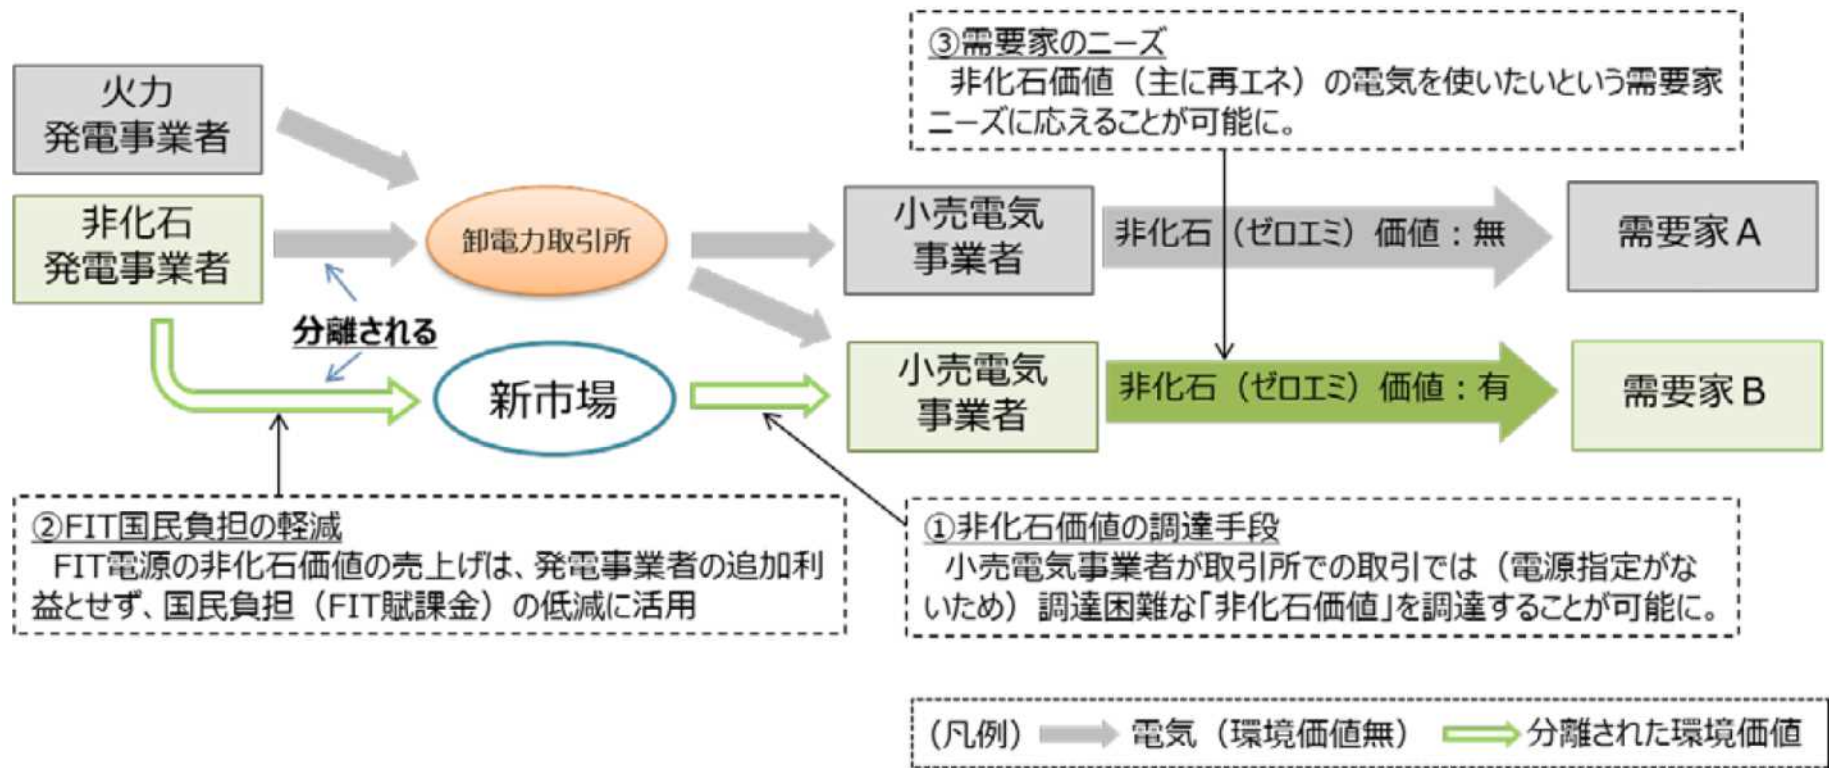 ③需要家のニーズ
非化石価値（主に再エネ）の電気を使いたいという需要家
ニーズに応えることが可能に。
火力
発電事業者
非化石
発電事業者
卸電力取引所
小売電気
事業者
非化石（ゼロエミ）価値：無
需要家A
分離される
新市場
小売電気
事業者
非化石（ゼロエミ）価値：有
需要家B
②FIT国民負担の軽減
FIT電源の非化石価値の売上げは、発電事業者の追加利
益とせず、国民負担（FIT賦課金）の低減に活用
①非化石価値の調達手段
小売電気事業者が取引所での取引では（電源指定がな
いため）調達困難な「非化石価値」を調達することが可能に。
（凡例） 電気（環境価値無） 分離された環境価値